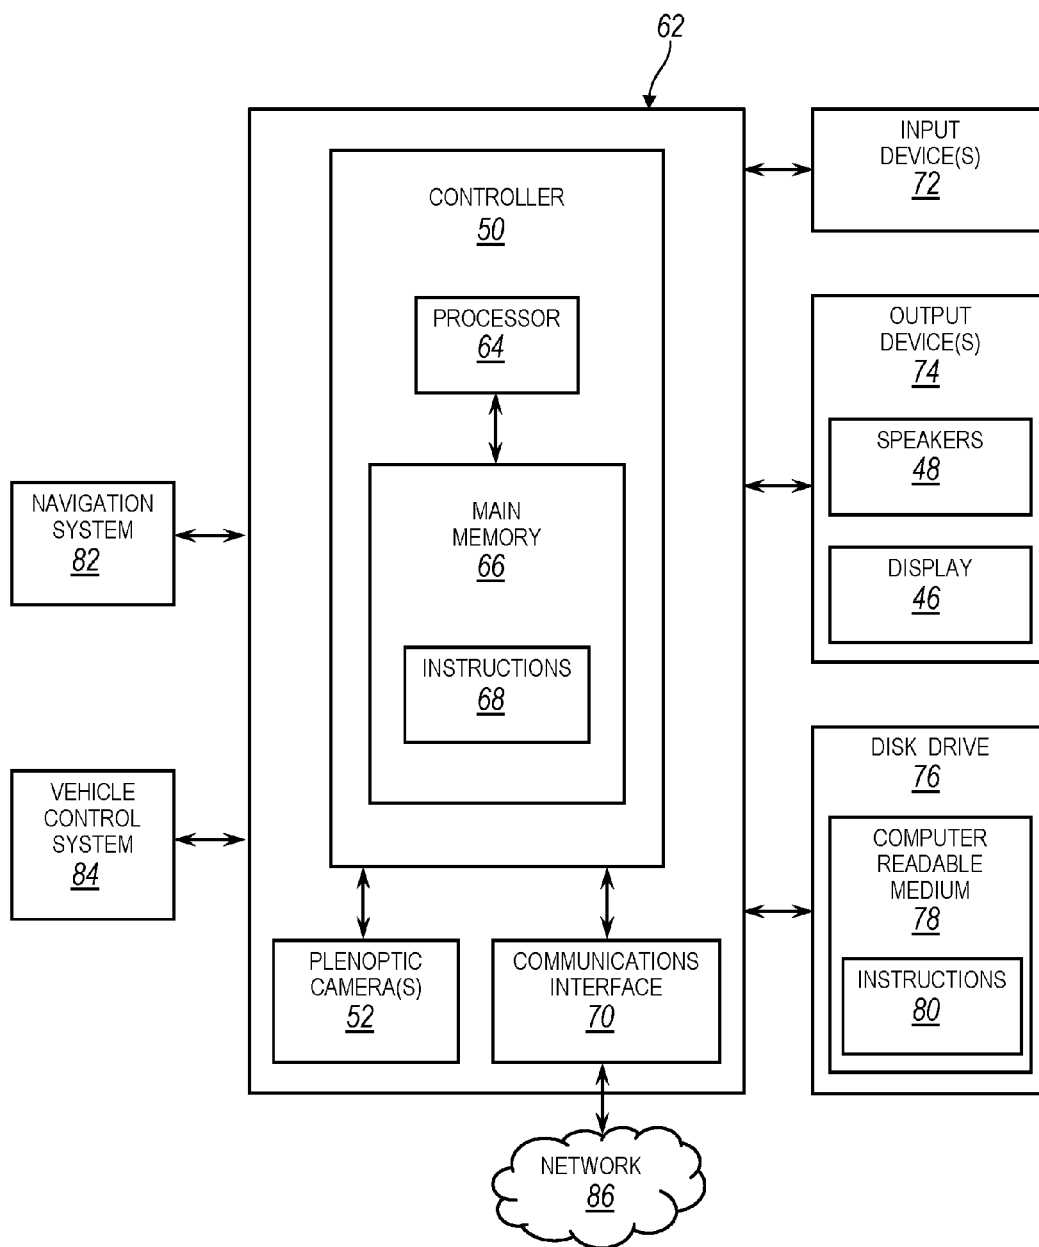 62
CONTROLLER
50
PROCESSOR
64
MAIN
MEMORY
66
INSTRUCTIONS
68
PLENOPTIC
CAMERA(S)
52
COMMUNICATIONS
INTERFACE
70
NETWORK
86
NAVIGATION
SYSTEM
82
VEHICLE
CONTROL
SYSTEM
84
INPUT
DEVICE(S)
72
OUTPUT
DEVICE(S)
74
SPEAKERS
48
DISPLAY
46
DISK DRIVE
76
COMPUTER
READABLE
MEDIUM
78
INSTRUCTIONS
80